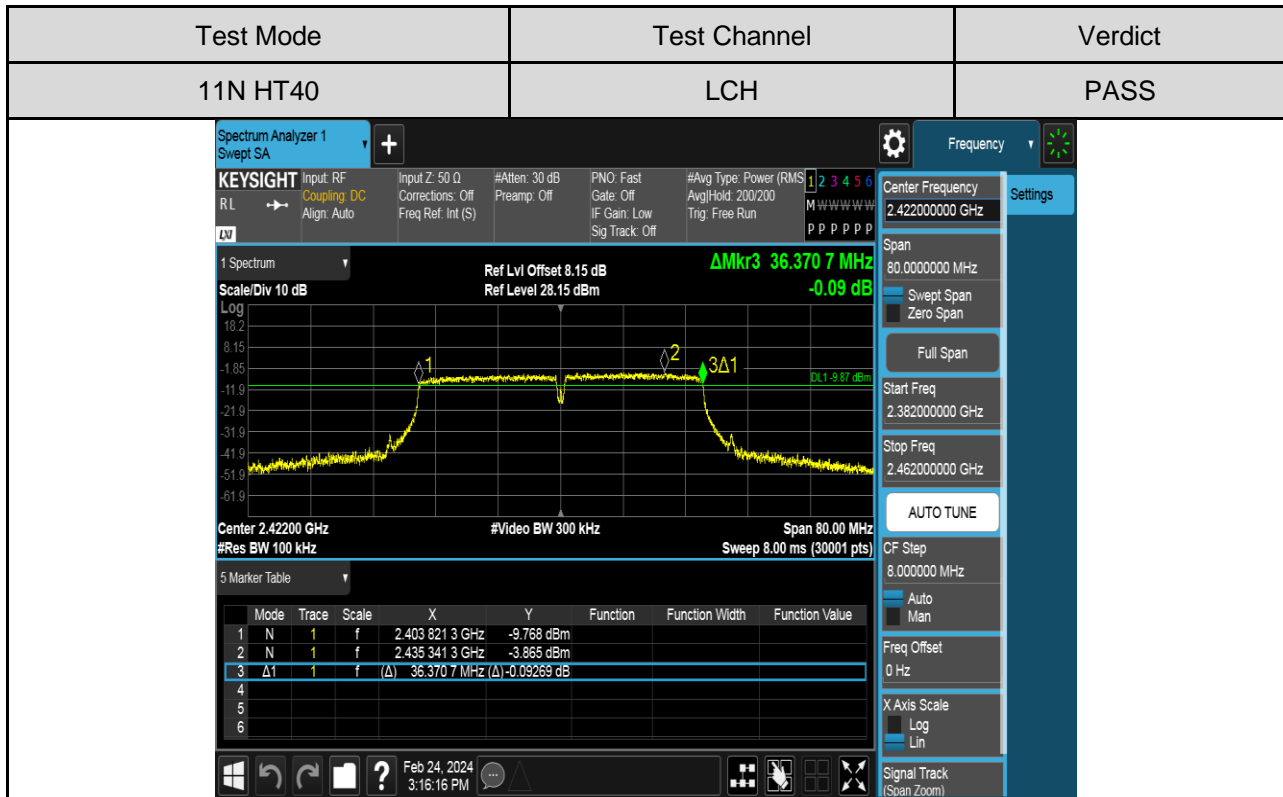 Test Mode Test Channel Verdict
11N HT40 LCH PASS
Spectrum Analyzer 1
Swept SA
+
Frequency
KEYSIGHT
RL
LXI
Input: RF
Coupling: DC
Align: Auto
Input Z: 50 Ω
Corrections: Off
Freq Ref: Int (S)
#Atten: 30 dB
Preamp: Off
PNO: Fast
Gate: Off
IF Gain: Low
Sig Track: Off
#Avg Type: Power (RMS
Avg|Hold: 200/200
Trig: Free Run
1 2 3 4 5 6
M W W W W W
P P P P P P
1 Spectrum
Scale/Div 10 dB
Ref Lvl Offset 8.15 dB
Ref Level 28.15 dBm
ΔMkr3 36.370 7 MHz
-0.09 dB
Log
18.2
8.15
-1.85
-11.9
-21.9
-31.9
-41.9
-51.9
-61.9
1
2
3Δ1
DL1 -9.87 dBm
Center 2.42200 GHz
#Video BW 300 kHz
Span 80.00 MHz
#Res BW 100 kHz
Sweep 8.00 ms (30001 pts)
5 Marker Table
Mode Trace Scale X Y Function Function Width Function Value
1 N 1 f 2.403 821 3 GHz -9.768 dBm
2 N 1 f 2.435 341 3 GHz -3.865 dBm
3 Δ1 1 f (Δ) 36.370 7 MHz (Δ) -0.09269 dB
4
5
6
?
Feb 24, 2024
3:16:16 PM
Center Frequency
2.422000000 GHz
Settings
Span
80.0000000 MHz
Swept Span
Zero Span
Full Span
Start Freq
2.382000000 GHz
Stop Freq
2.462000000 GHz
AUTO TUNE
CF Step
8.000000 MHz
Auto
Man
Freq Offset
0 Hz
X Axis Scale
Log
Lin
Signal Track
(Span Zoom)